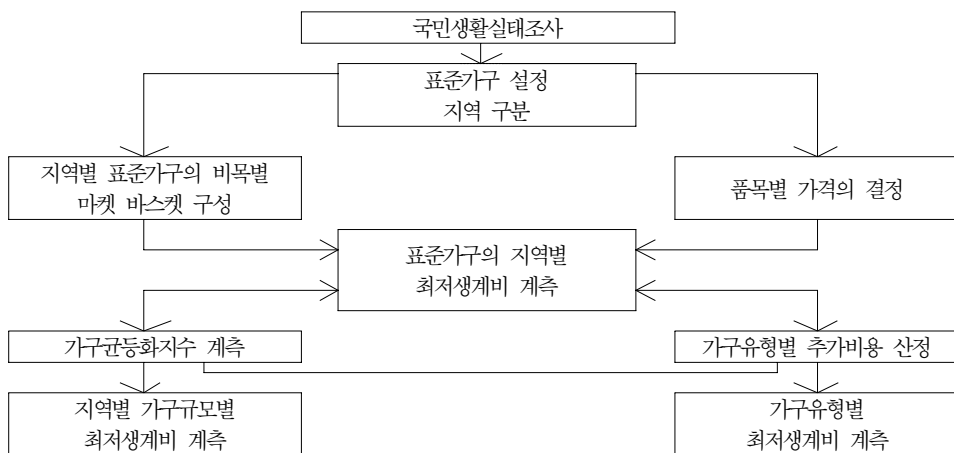 국민생활실태조사
표준가구 설정
지역 구분
지역별 표준가구의 비목별
마켓 바스켓 구성
품목별 가격의 결정
표준가구의 지역별
최저생계비 계측
가구균등화지수 계측
가구유형별 추가비용 산정
지역별 가구규모별
최저생계비 계측
가구유형별
최저생계비 계측